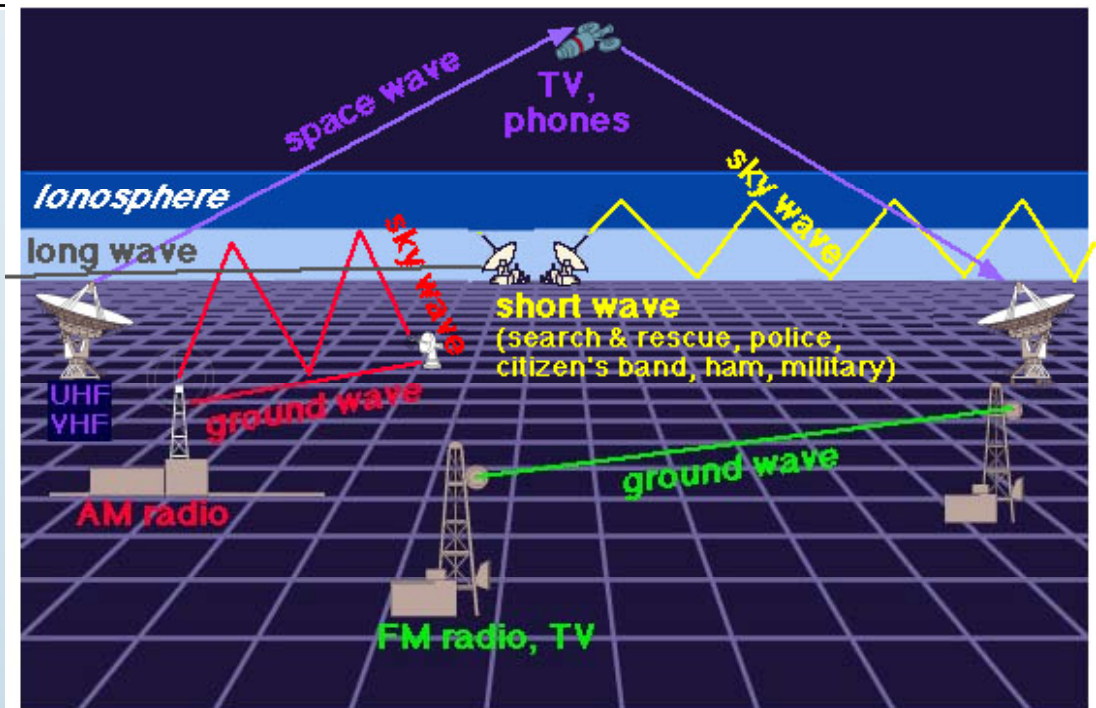 space wave
TV,
phones
sky wave
Ionosphere
long wave
sky wave
short wave
(search & rescue, police,
citizen's band, ham, military)
UHF
VHF
ground wave
ground wave
AM radio
FM radio, TV